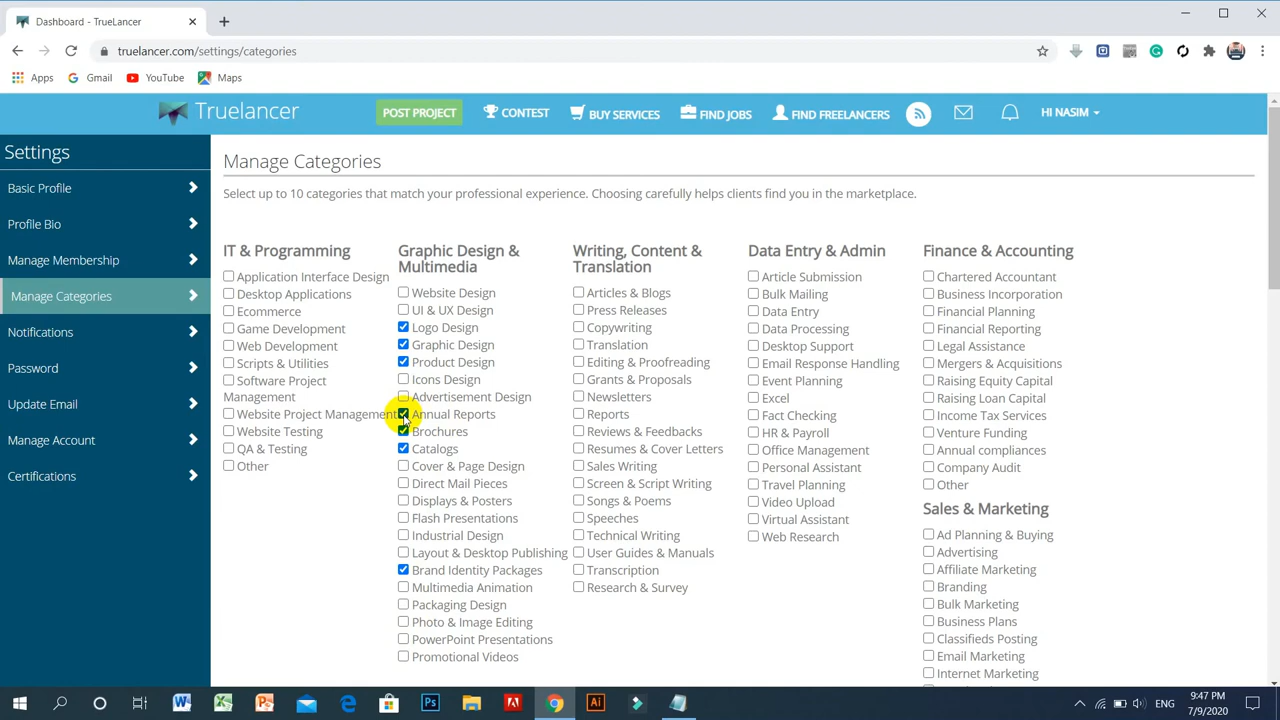 Dashboard - TrueLancer
truelancer.com/settings/categories
Apps
Gmail
YouTube
Maps
Truelancer
POST PROJECT
CONTEST
BUY SERVICES
FIND JOBS
FIND FREELANCERS
HI NASIM
Settings
Basic Profile
Profile Bio
Manage Membership
Manage Categories
Notifications
Password
Update Email
Manage Account
Certifications
Manage Categories
Select up to 10 categories that match your professional experience. Choosing carefully helps clients find you in the marketplace.
IT & Programming
Application Interface Design
Desktop Applications
Ecommerce
Game Development
Web Development
Scripts & Utilities
Software Project
Management
Website Project Management
Website Testing
QA & Testing
Other
Graphic Design &
Multimedia
Website Design
UI & UX Design
Logo Design
Graphic Design
Product Design
Icons Design
Advertisement Design
Annual Reports
Brochures
Catalogs
Cover & Page Design
Direct Mail Pieces
Displays & Posters
Flash Presentations
Industrial Design
Layout & Desktop Publishing
Brand Identity Packages
Multimedia Animation
Packaging Design
Photo & Image Editing
PowerPoint Presentations
Promotional Videos
Writing, Content &
Translation
Articles & Blogs
Press Releases
Copywriting
Translation
Editing & Proofreading
Grants & Proposals
Newsletters
Reports
Reviews & Feedbacks
Resumes & Cover Letters
Sales Writing
Screen & Script Writing
Songs & Poems
Speeches
Technical Writing
User Guides & Manuals
Transcription
Research & Survey
Data Entry & Admin
Article Submission
Bulk Mailing
Data Entry
Data Processing
Desktop Support
Email Response Handling
Event Planning
Excel
Fact Checking
HR & Payroll
Office Management
Personal Assistant
Travel Planning
Video Upload
Virtual Assistant
Web Research
Finance & Accounting
Chartered Accountant
Business Incorporation
Financial Planning
Financial Reporting
Legal Assistance
Mergers & Acquisitions
Raising Equity Capital
Raising Loan Capital
Income Tax Services
Venture Funding
Annual compliances
Company Audit
Other
Sales & Marketing
Ad Planning & Buying
Advertising
Affiliate Marketing
Branding
Bulk Marketing
Business Plans
Classifieds Posting
Email Marketing
Internet Marketing
Ps
Ai
ENG
9:47 PM
7/9/2020